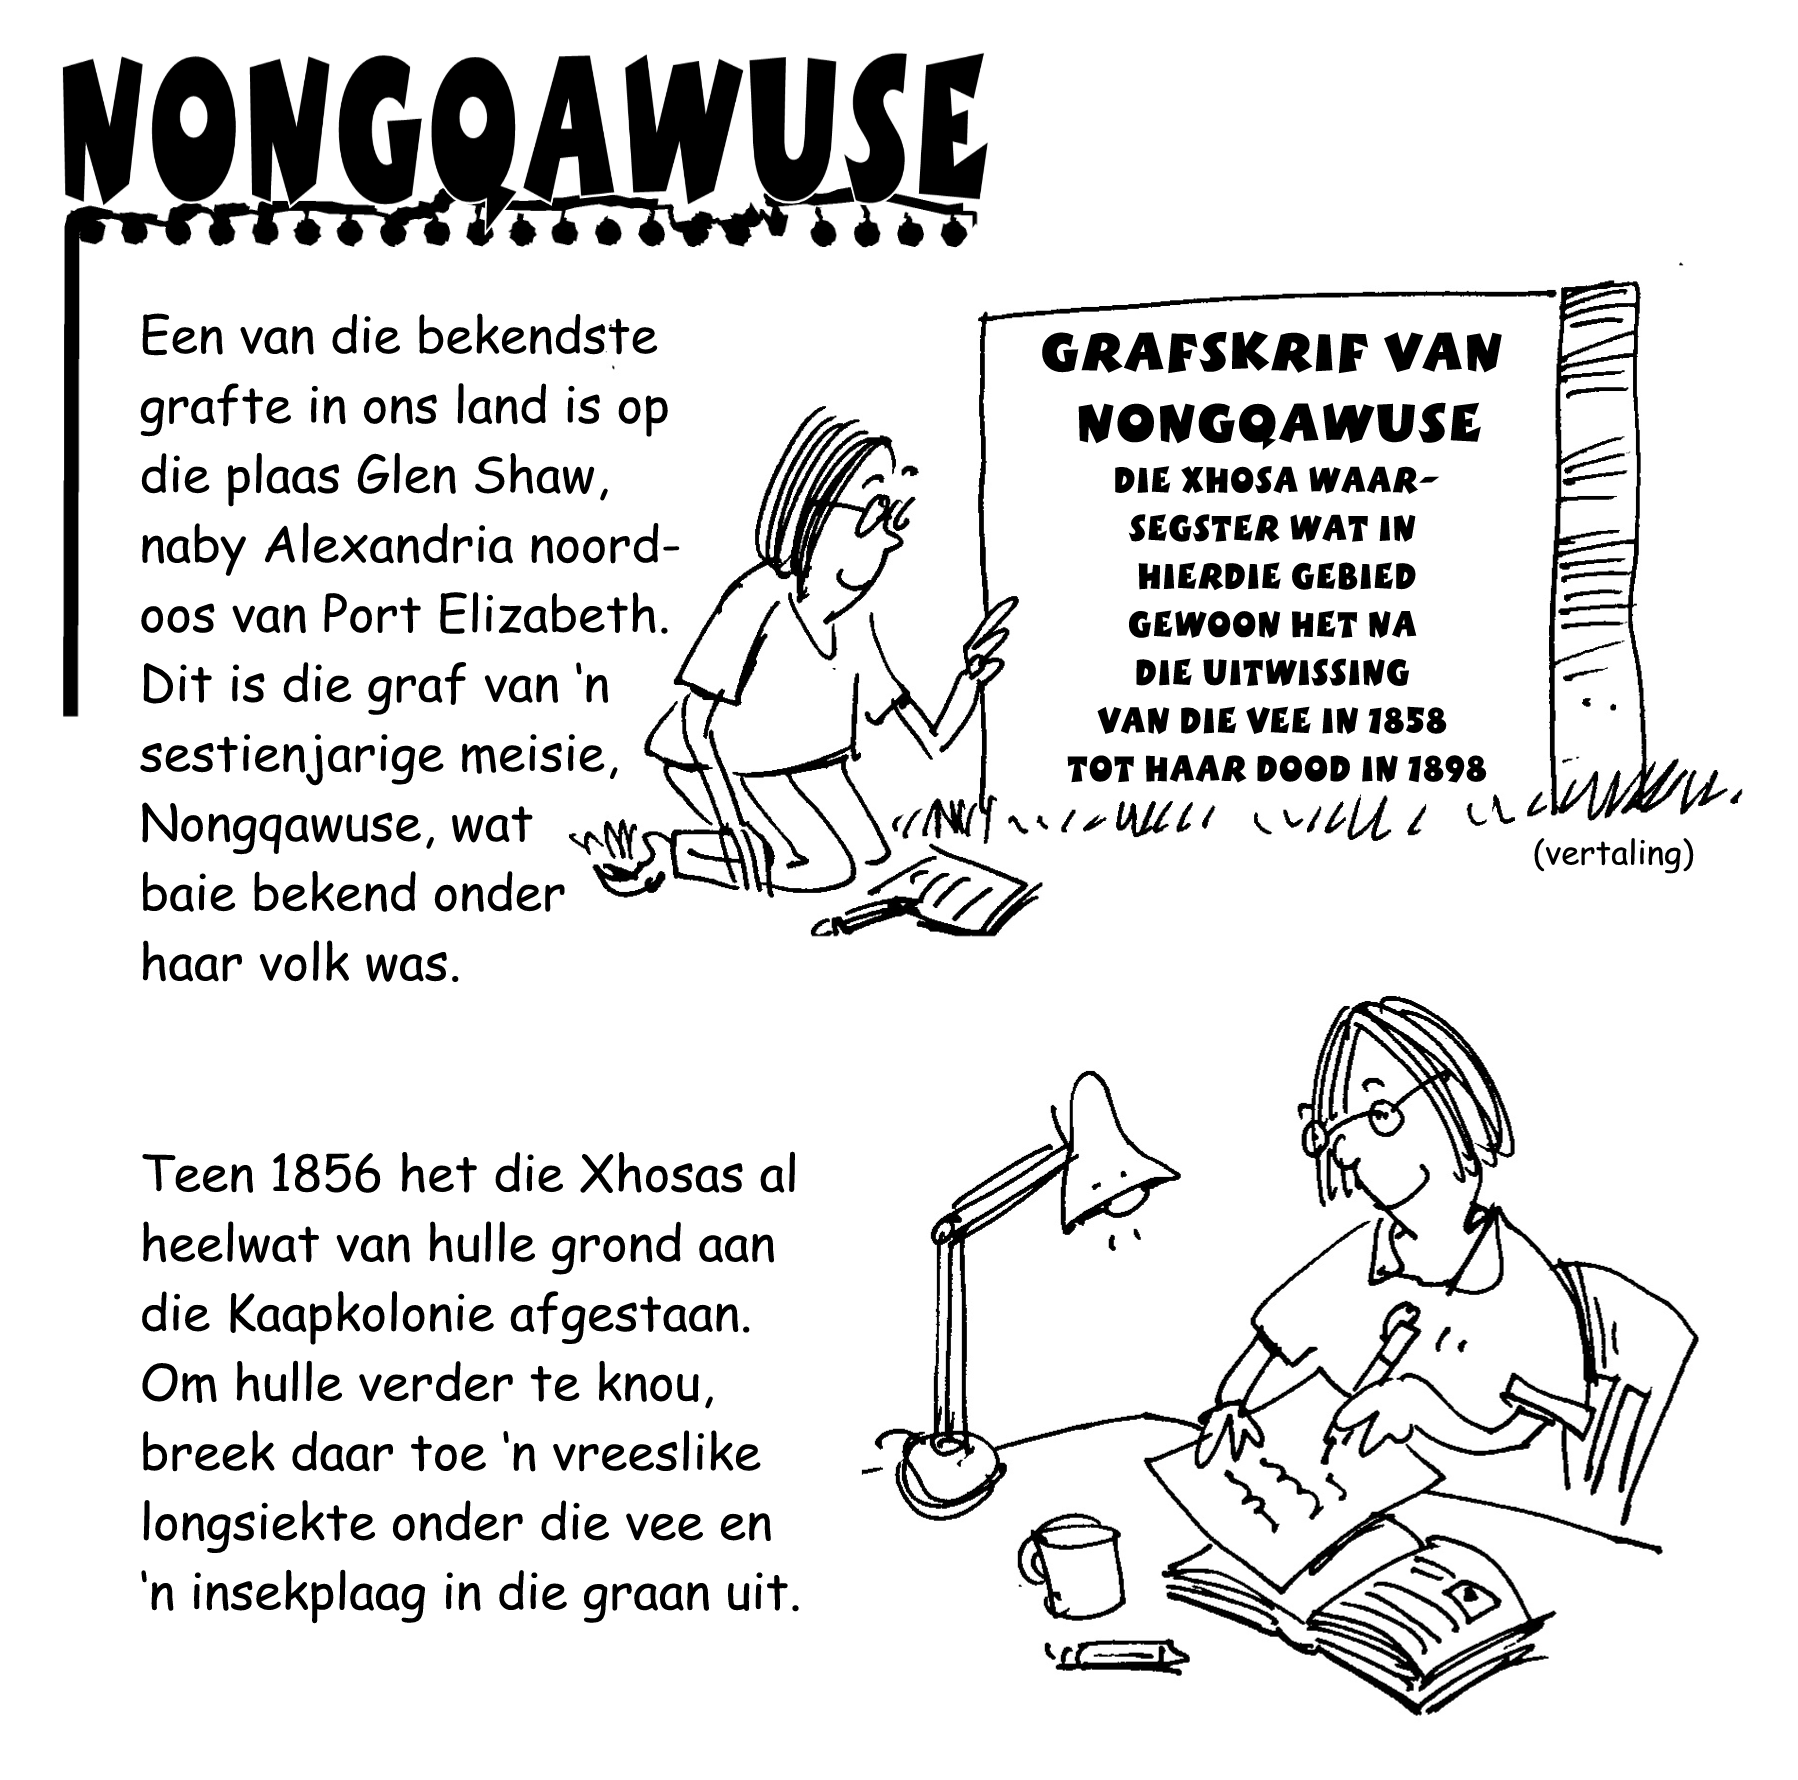 NONGQAWUSE
Een van die bekendste
grafte in ons land is op
die plaas Glen Shaw,
naby Alexandria noord-
oos van Port Elizabeth.
Dit is die graf van 'n
sestienjarige meisie,
Nongqawuse, wat
baie bekend onder
haar volk was.
GRAFSKRIF VAN
NONGQAWUSE
DIE XHOSA WAAR-
SEGSTER WAT IN
HIERDIE GEBIED
GEWOON HET NA
DIE UITWISSING
VAN DIE VEE IN 1858
TOT HAAR DOOD IN 1898
(vertaling)
Teen 1856 het die Xhosas al
heelwat van hulle grond aan
die Kaapkolonie afgestaan.
Om hulle verder te knou,
breek daar toe 'n vreeslike
longsiekte onder die vee en
'n insekplaag in die graan uit.